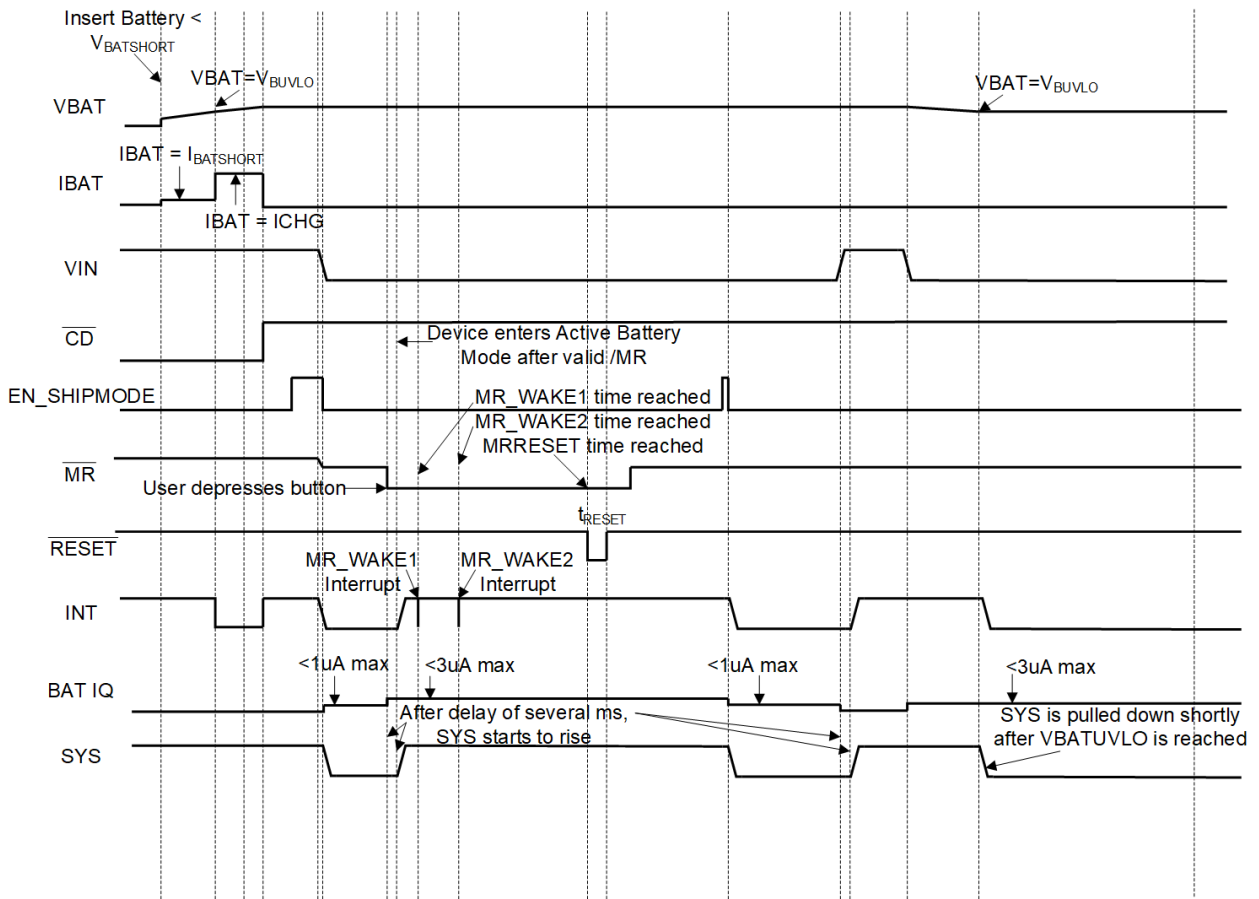 Insert Battery <
VBATSHORT
VBAT=VBUVLO
VBAT=VBUVLO
VBAT
IBAT = IBATSHORT
IBAT
IBAT = ICHG
VIN
CD
Device enters Active Battery
Mode after valid /MR
EN_SHIPMODE
MR_WAKE1 time reached
MR_WAKE2 time reached
MRRESET time reached
MR
User depresses button
tRESET
RESET
MR_WAKE1
Interrupt
MR_WAKE2
Interrupt
INT
<1uA max
<3uA max
<1uA max
<3uA max
BAT IQ
After delay of several ms,
SYS starts to rise
SYS is pulled down shortly
after VBATUVLO is reached
SYS